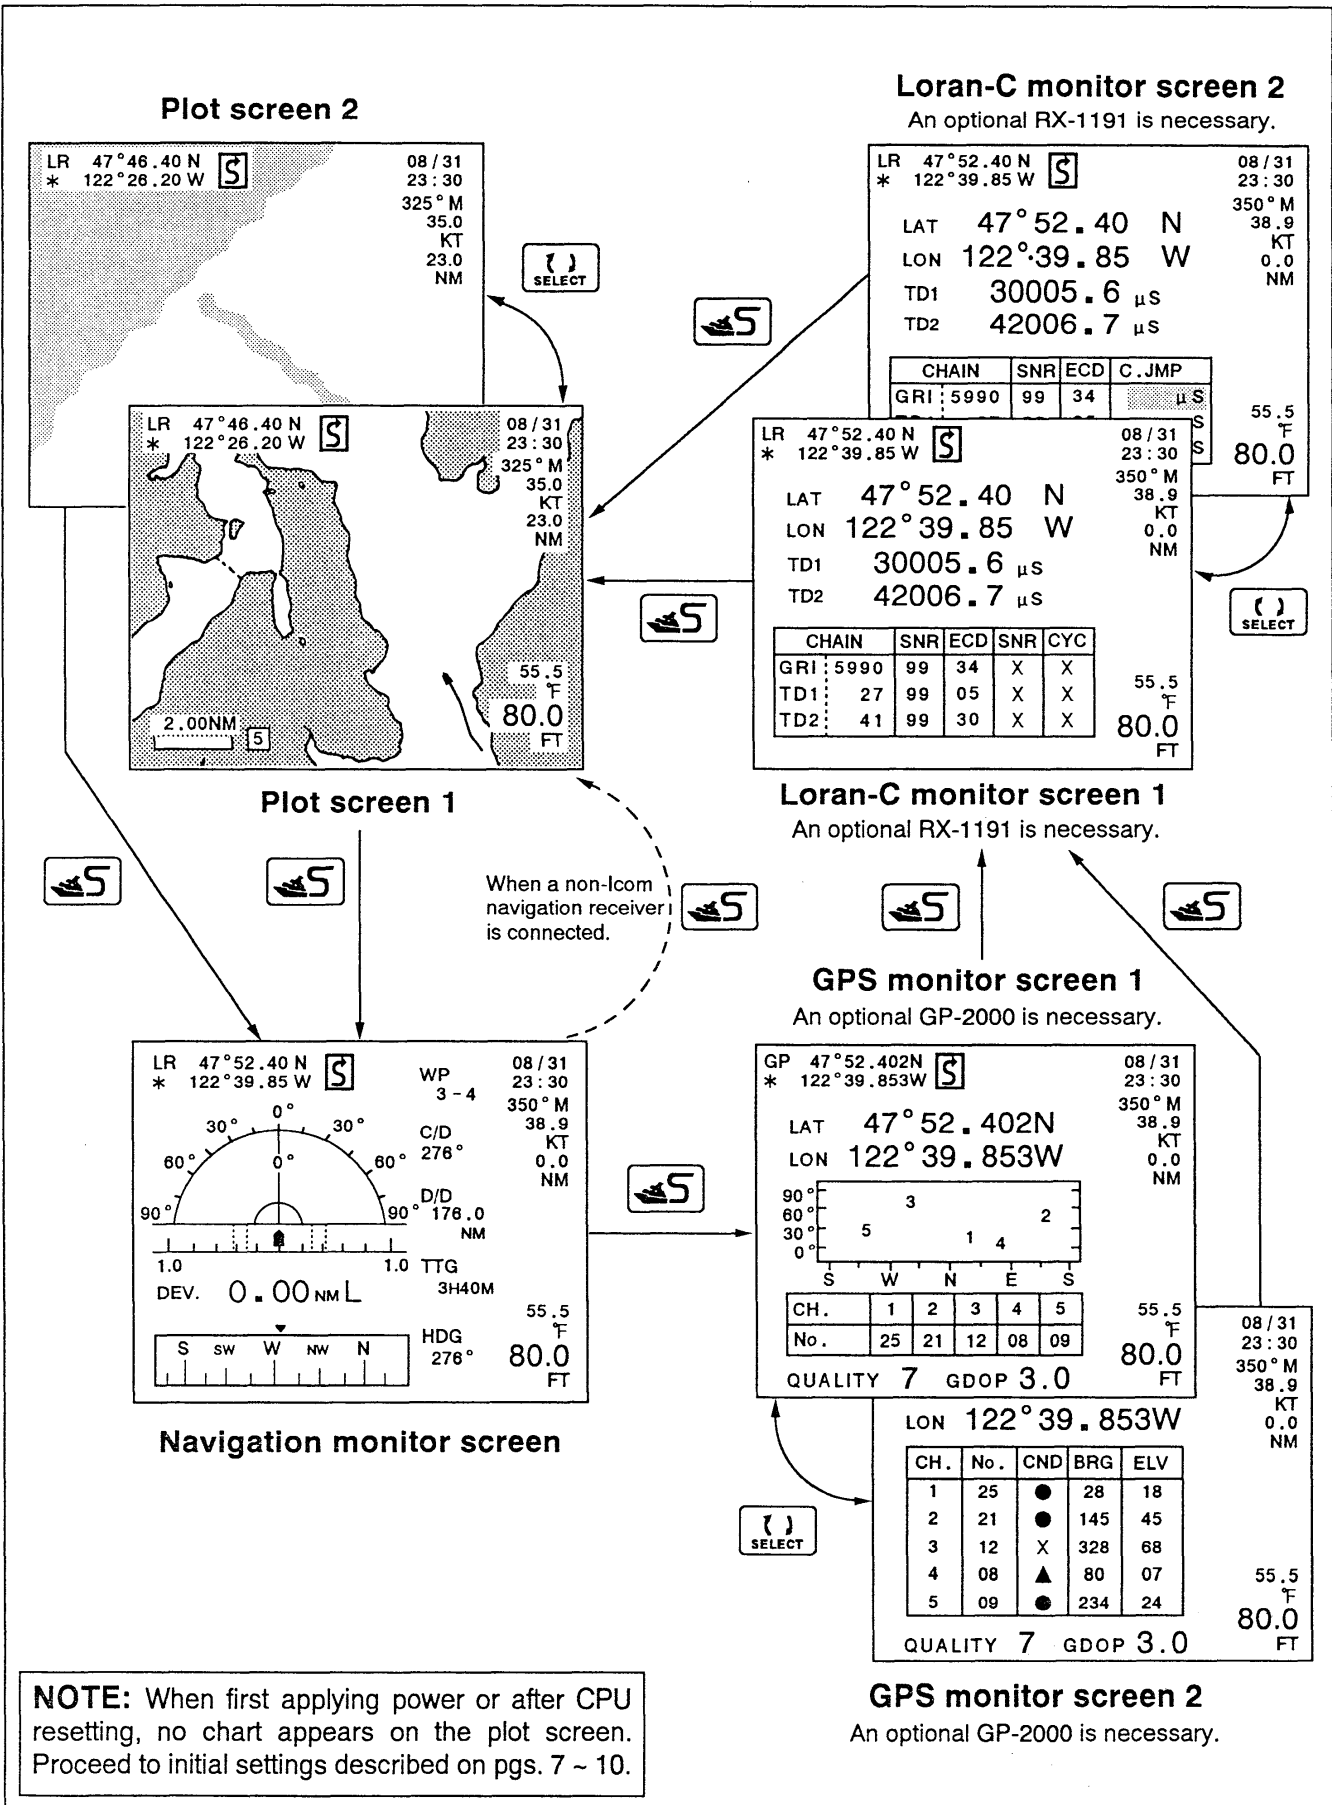 Plot screen 2
LR 47°46.40 N
* 122°26.20 W
08/31
23:30
325°M
35.0
KT
23.0
NM
SELECT
Loran-C monitor screen 2
An optional RX-1191 is necessary.
LR 47°52.40 N
* 122°39.85 W
08/31
23:30
350°M
38.9
KT
0.0
NM
LAT 47°52.40 N
LON 122°39.85 W
TD1 30005.6 μS
TD2 42006.7 μS
CHAIN SNR ECD C.JMP
GRI 5990 99 34 μS
S
S
55.5
°F
80.0
FT
LR 47°46.40 N
* 122°26.20 W
08/31
23:30
325°M
35.0
KT
23.0
NM
55.5
°F
80.0
FT
2.00NM
5
Plot screen 1
LR 47°52.40 N
* 122°39.85 W
08/31
23:30
350°M
38.9
KT
0.0
NM
LAT 47°52.40 N
LON 122°39.85 W
TD1 30005.6 μS
TD2 42006.7 μS
CHAIN SNR ECD SNR CYC
GRI 5990 99 34 X X
TD1 27 99 05 X X
TD2 41 99 30 X X
55.5
°F
80.0
FT
SELECT
Loran-C monitor screen 1
An optional RX-1191 is necessary.
When a non-Icom
navigation receiver
is connected.
LR 47°52.40 N
* 122°39.85 W
08/31
23:30
350°M
38.9
KT
0.0
NM
WP
3-4
C/D
276°
D/D
176.0
NM
TTG
3H40M
HDG
276°
0°
30° 30°
60° 0° 60°
90° 90°
1.0 1.0
DEV. 0.00 NM L
S SW W NW N
55.5
°F
80.0
FT
Navigation monitor screen
GPS monitor screen 1
An optional GP-2000 is necessary.
GP 47°52.402N
* 122°39.853W
08/31
23:30
350°M
38.9
KT
0.0
NM
LAT 47°52.402N
LON 122°39.853W
90°
60°
30°
0°
3
2
5
1
4
S W N E S
CH. 1 2 3 4 5
No. 25 21 12 08 09
QUALITY 7 GDOP 3.0
55.5
°F
80.0
FT
SELECT
08/31
23:30
350°M
38.9
KT
0.0
NM
LON 122°39.853W
CH. No. CND BRG ELV
1 25 ● 28 18
2 21 ● 145 45
3 12 X 328 68
4 08 ▲ 80 07
5 09 ● 234 24
QUALITY 7 GDOP 3.0
55.5
°F
80.0
FT
GPS monitor screen 2
An optional GP-2000 is necessary.
NOTE: When first applying power or after CPU
resetting, no chart appears on the plot screen.
Proceed to initial settings described on pgs. 7 ~ 10.